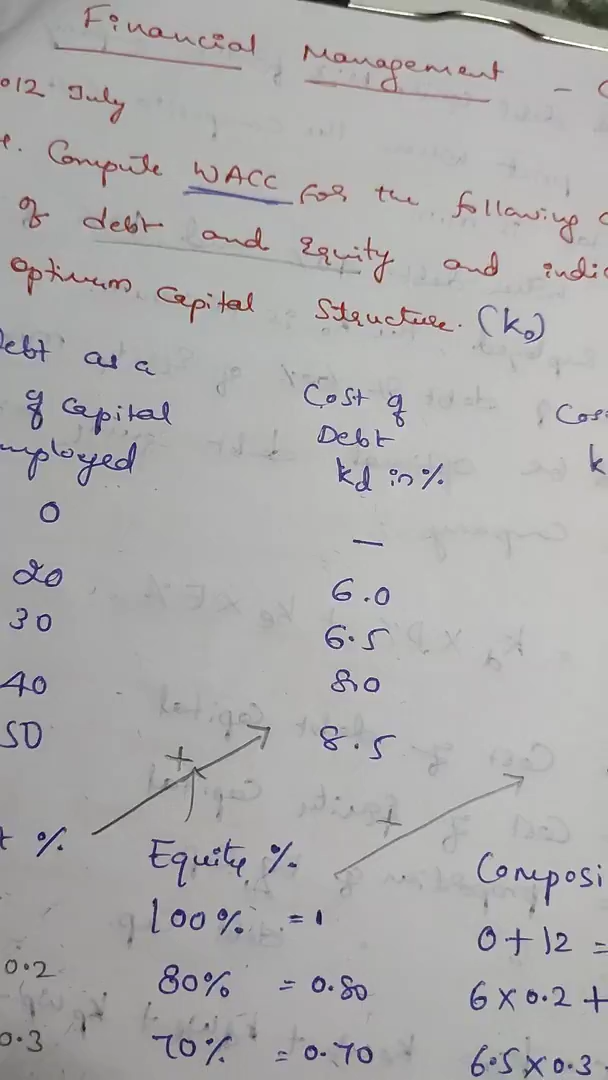 Financial Management -
012 July
Compute WACC for the following
of debt and Equity and indi
optimum Capital Structure. (Ko)
ebt as a Cost of
of Capital Debt Cos
mployed kd in % k
0 —
20 6.0
30 6.5
40 8.0
50 8.5
+
+
t % Equity % Composi
100% = 1 0+12 =
0.2 80% = 0.80 6×0.2+
0.3 70% = 0.70 6.5×0.3